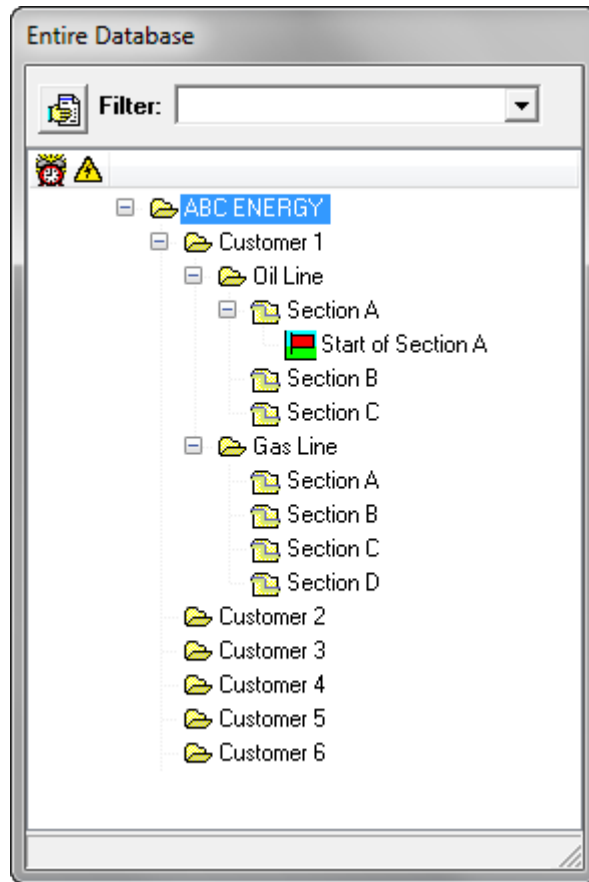 Entire Database
Filter:
ABC ENERGY
Customer 1
Oil Line
Section A
Start of Section A
Section B
Section C
Gas Line
Section A
Section B
Section C
Section D
Customer 2
Customer 3
Customer 4
Customer 5
Customer 6